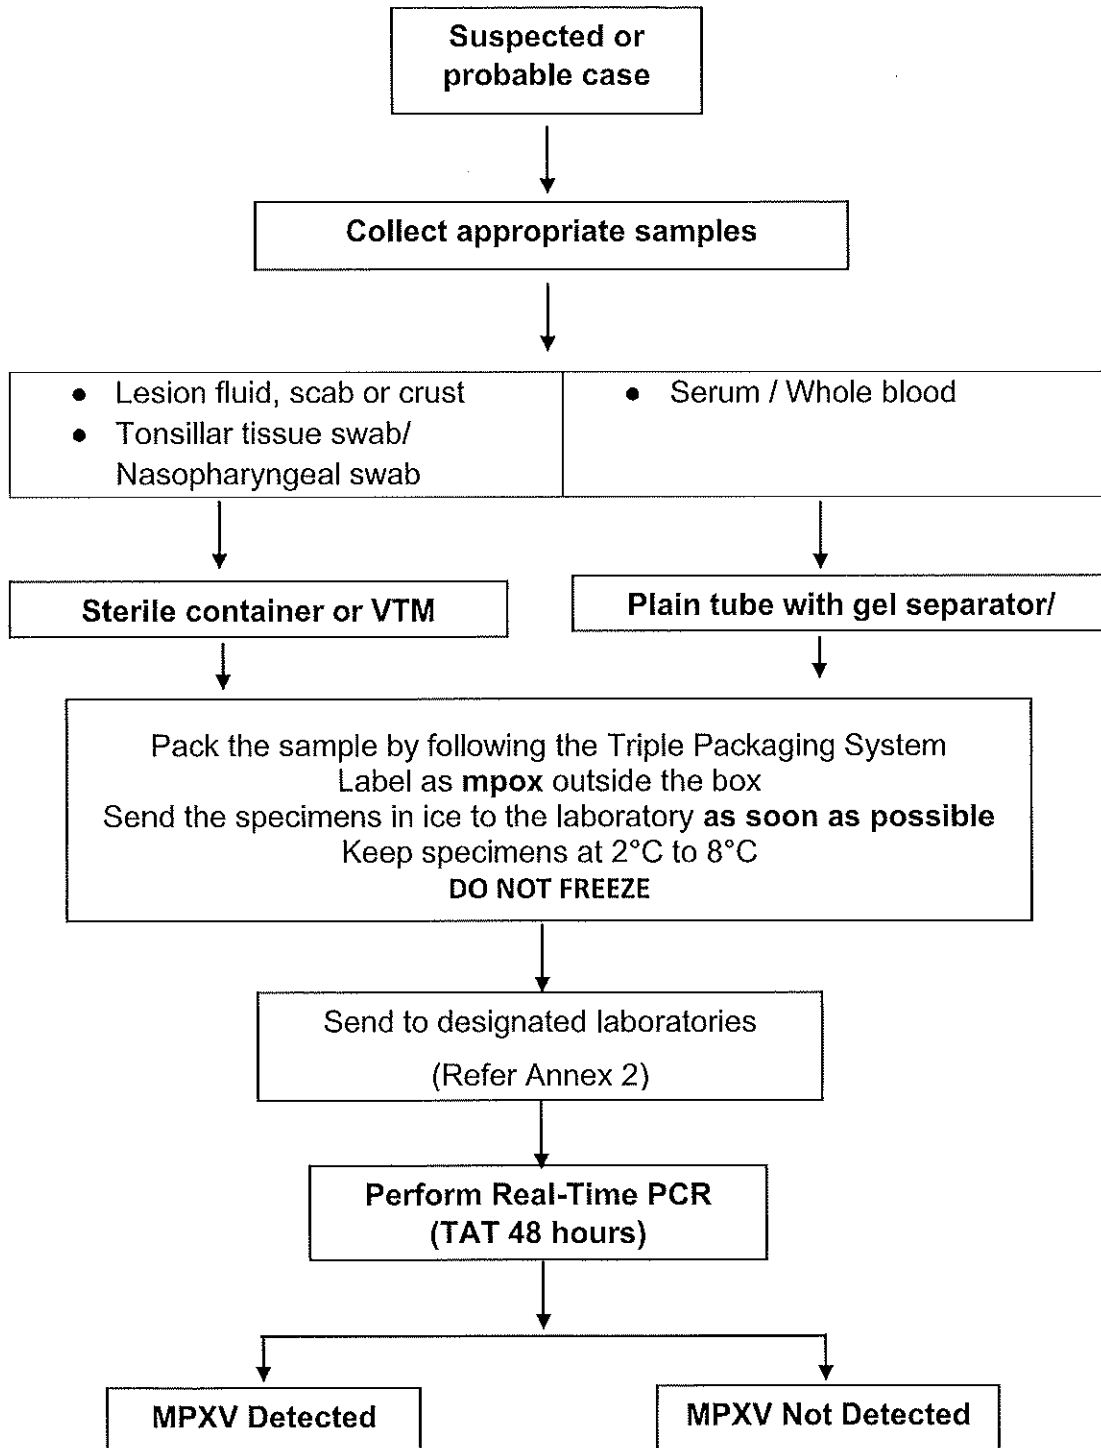 Suspected or
probable case
Collect appropriate samples
● Lesion fluid, scab or crust
● Tonsillar tissue swab/
Nasopharyngeal swab
● Serum / Whole blood
Sterile container or VTM
Plain tube with gel separator/
Pack the sample by following the Triple Packaging System
Label as mpox outside the box
Send the specimens in ice to the laboratory as soon as possible
Keep specimens at 2°C to 8°C
DO NOT FREEZE
Send to designated laboratories
(Refer Annex 2)
Perform Real-Time PCR
(TAT 48 hours)
MPXV Detected
MPXV Not Detected